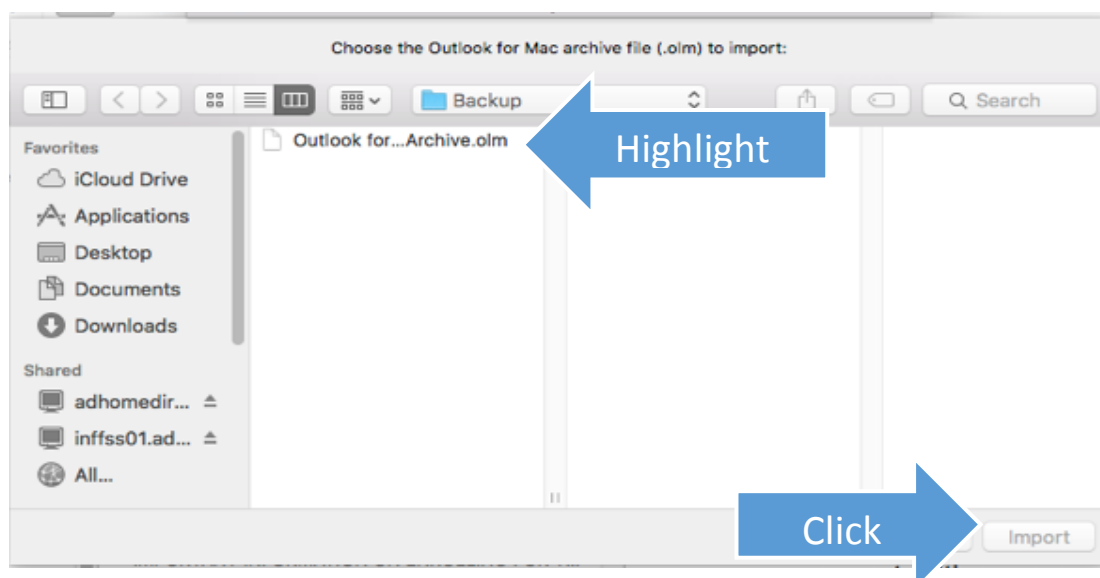 Choose the Outlook for Mac archive file (.olm) to import:
Backup
Search
Favorites
iCloud Drive
Applications
Desktop
Documents
Downloads
Shared
adhomedir...
inffss01.ad...
All...
Outlook for...Archive.olm
Highlight
Click
Import